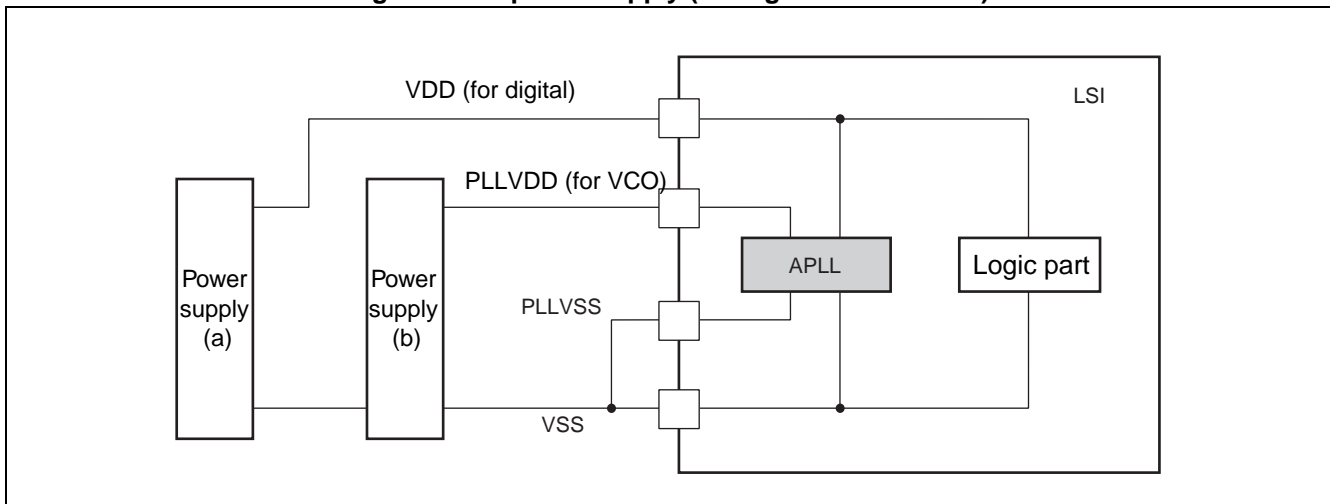 VDD (for digital)
LSI
PLLVDD (for VCO)
Power
supply
(a)
Power
supply
(b)
APLL
Logic part
PLLVSS
VSS